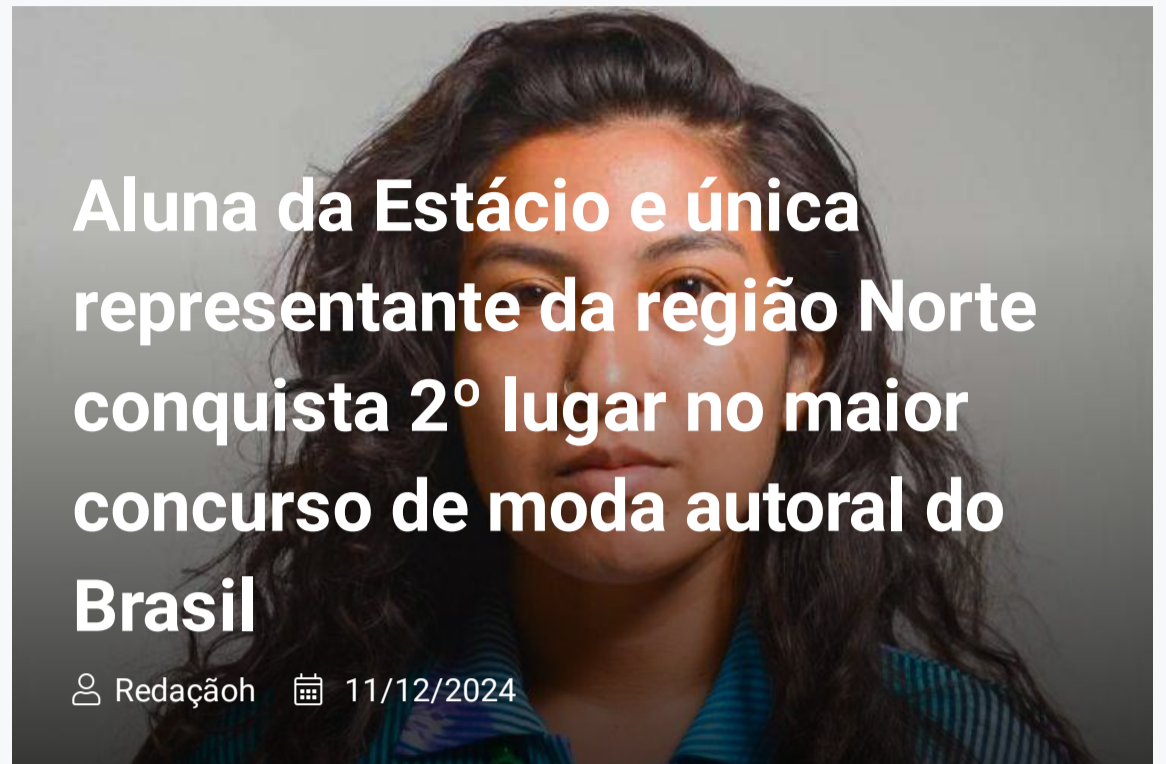 Aluna da Estácio e única
representante da região Norte
conquista 2º lugar no maior
concurso de moda autoral do
Brasil
Redaçãoh 11/12/2024